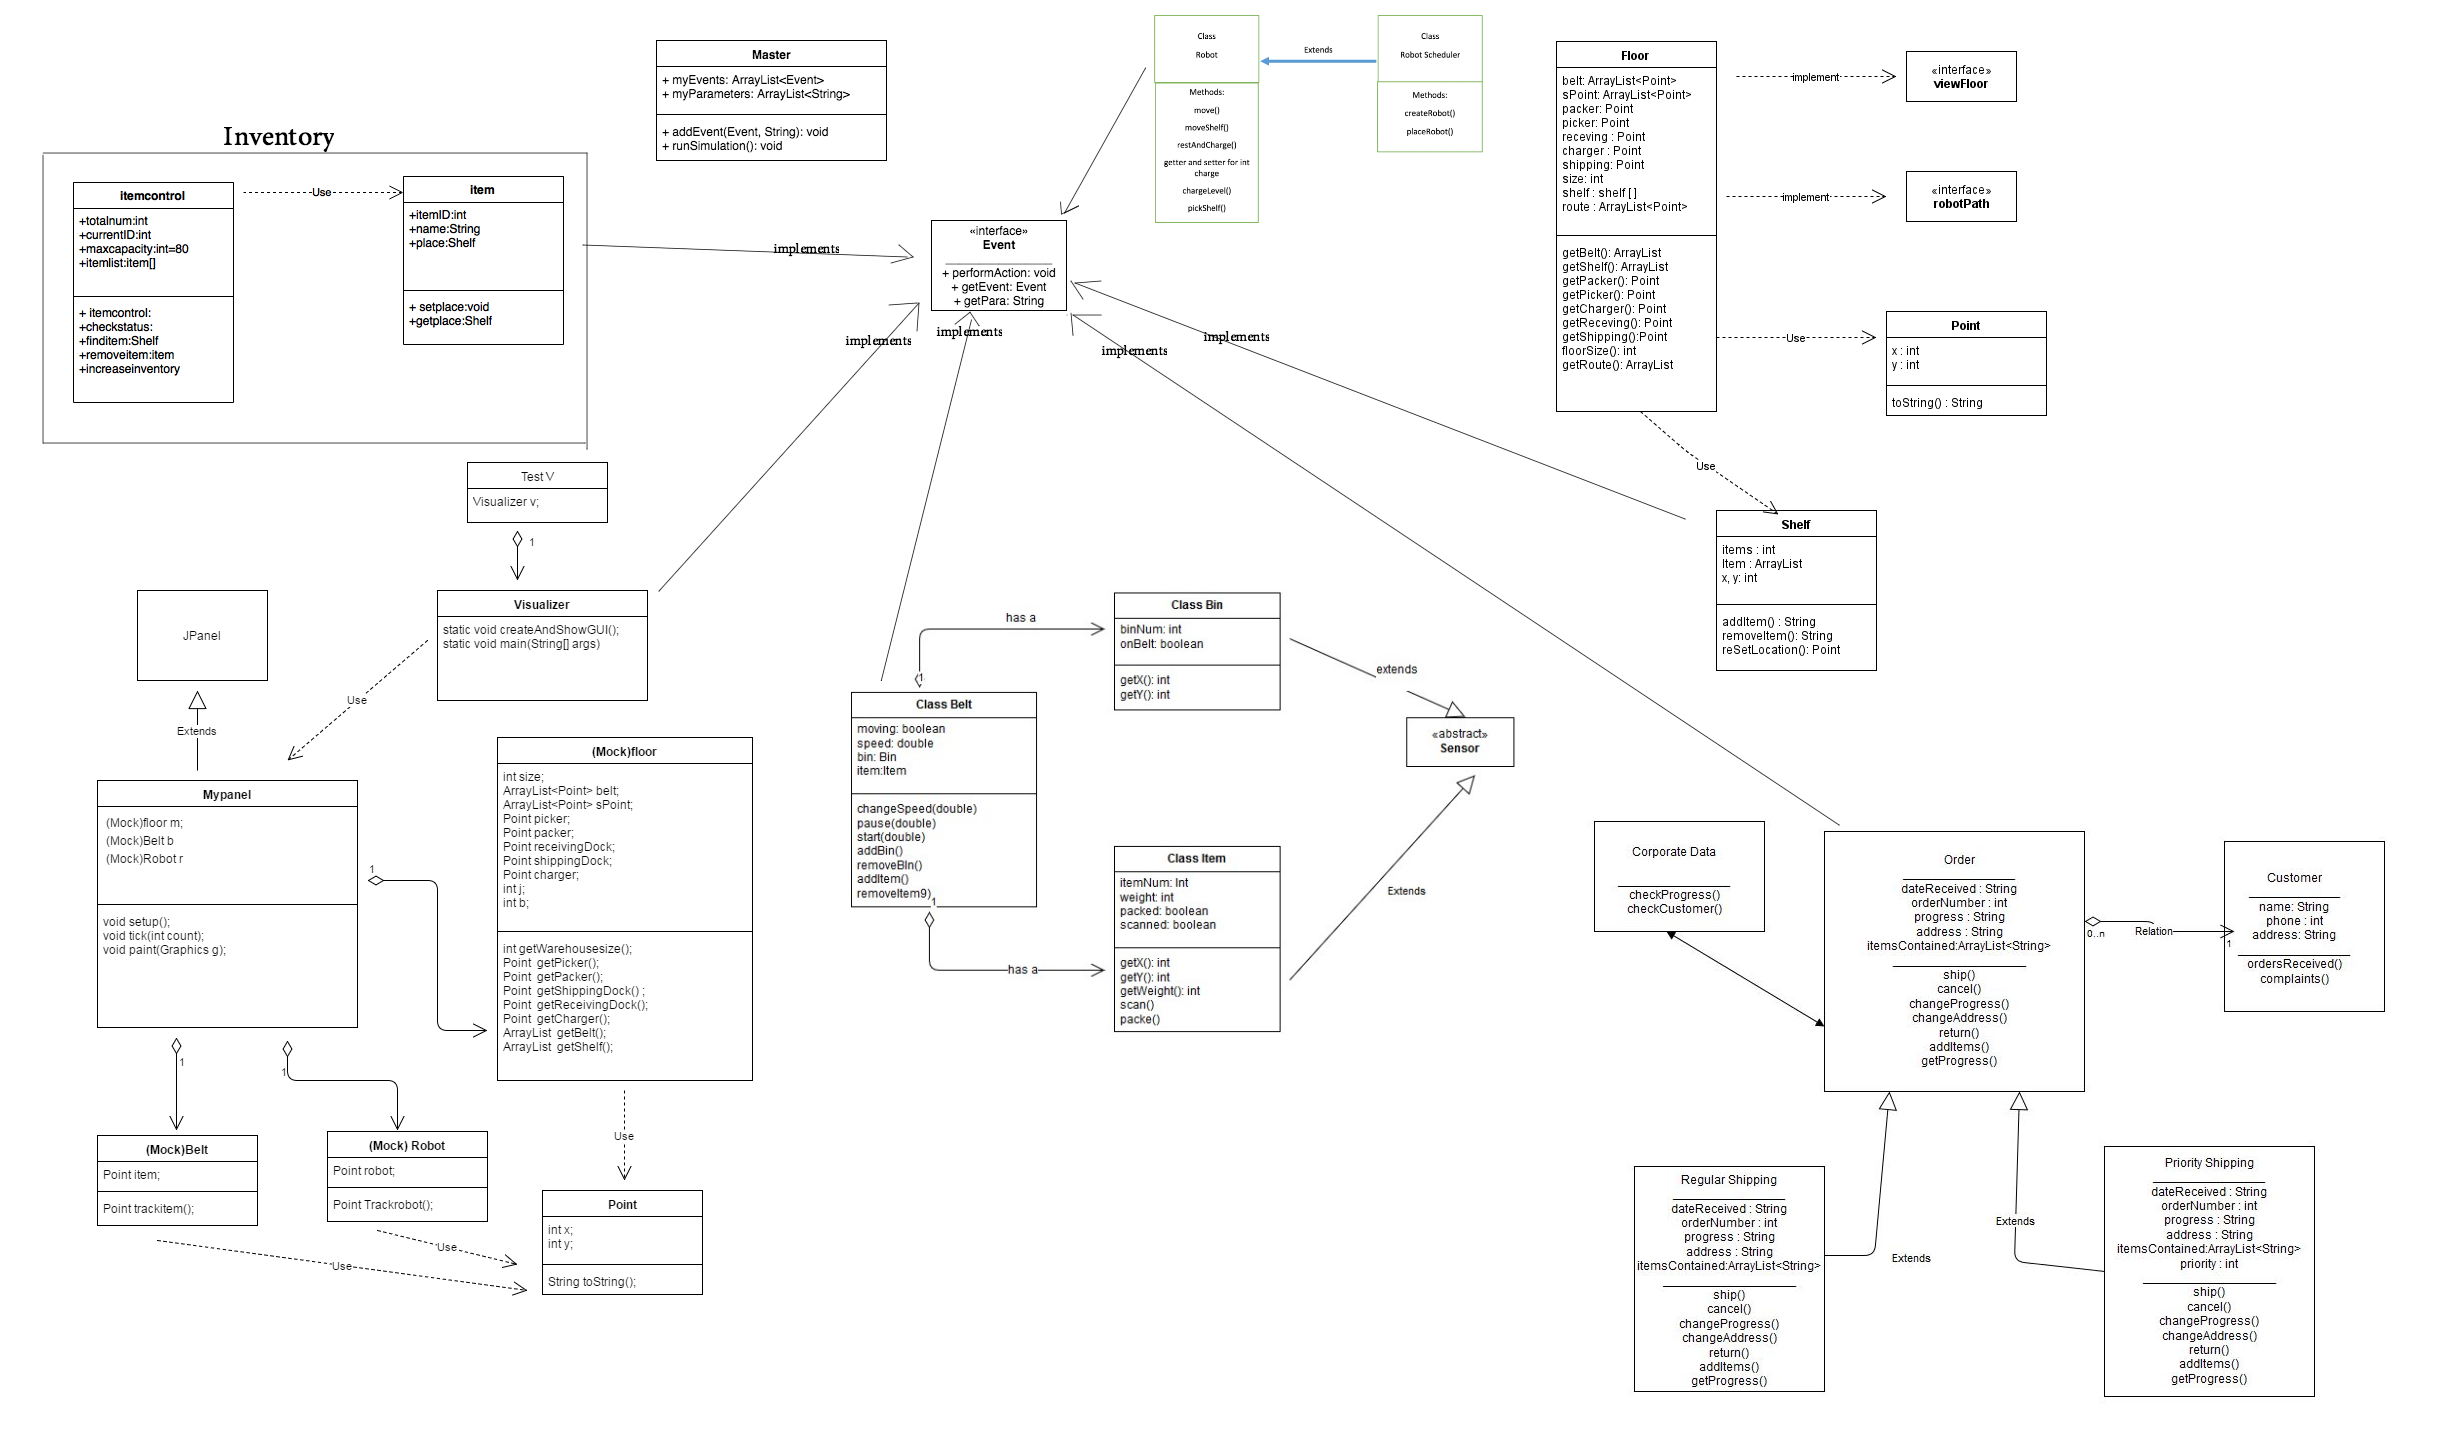 Inventory
itemcontrol
+totalnum:int
+currentID:int
+maxcapacity:int=80
+itemlist:item[]
+ itemcontrol:
+checkstatus:
+finditem:Shelf
+removeitem:item
+increaseinventory
Use
item
+itemID:int
+name:String
+place:Shelf
+ setplace:void
+getplace:Shelf
Master
+ myEvents: ArrayList<Event>
+ myParameters: ArrayList<String>
+ addEvent(Event, String): void
+ runSimulation(): void
implements
«interface»
Event
+ performAction: void
+ getEvent: Event
+ getPara: String
implements
implements
implements
implements
Class
Robot
Methods:
move()
moveShelf()
restAndCharge()
getter and setter for int
charge
chargeLevel()
pickShelf()
Extends
Class
Robot Scheduler
Methods:
createRobot()
placeRobot()
Floor
belt: ArrayList<Point>
sPoint: ArrayList<Point>
packer: Point
picker: Point
receving : Point
charger : Point
shipping: Point
size: int
shelf : shelf [ ]
route : ArrayList<Point>
getBelt(): ArrayList
getShelf(): ArrayList
getPacker(): Point
getPicker(): Point
getCharger(): Point
getReceving(): Point
getShipping():Point
floorSize(): int
getRoute(): ArrayList
implement
«interface»
viewFloor
implement
«interface»
robotPath
Use
Point
x : int
y : int
toString() : String
Use
Shelf
items : int
Item : ArrayList
x, y: int
addItem() : String
removeItem(): String
reSetLocation(): Point
Test V
Visualizer v;
1
Visualizer
static void createAndShowGUI();
static void main(String[] args)
JPanel
Extends
Use
Mypanel
(Mock)floor m;
(Mock)Belt b
(Mock)Robot r
void setup();
void tick(int count);
void paint(Graphics g);
1
1
1
(Mock)floor
int size;
ArrayList<Point> belt;
ArrayList<Point> sPoint;
Point picker;
Point packer;
Point receivingDock;
Point shippingDock;
Point charger;
int j;
int b;
int getWarehousesize();
Point  getPicker();
Point  getPacker();
Point  getShippingDock() ;
Point  getReceivingDock();
Point  getCharger();
ArrayList  getBelt();
ArrayList  getShelf();
Use
(Mock)Belt
Point item;
Point trackitem();
(Mock) Robot
Point robot;
Point Trackrobot();
Use
Use
Point
int x;
int y;
String toString();
has a
1
Class Belt
moving: boolean
speed: double
bin: Bin
item:Item
changeSpeed(double)
pause(double)
start(double)
addBin()
removeBIn()
addItem()
removeItem9)
1
has a
Class Bin
binNum: int
onBelt: boolean
getX(): int
getY(): int
extends
«abstract»
Sensor
Class Item
itemNum: Int
weight: int
packed: boolean
scanned: boolean
getX(): int
getY(): int
getWeight(): int
scan()
packe()
Extends
Corporate Data
checkProgress()
checkCustomer()
Order
dateReceived : String
orderNumber : int
progress : String
address : String
itemsContained:ArrayList<String>
ship()
cancel()
changeProgress()
changeAddress()
return()
addItems()
getProgress()
0..n
Relation
1
Customer
name: String
phone : int
address: String
ordersReceived()
complaints()
Regular Shipping
dateReceived : String
orderNumber : int
progress : String
address : String
itemsContained:ArrayList<String>
ship()
cancel()
changeProgress()
changeAddress()
return()
addItems()
getProgress()
Extends
Extends
Priority Shipping
dateReceived : String
orderNumber : int
progress : String
address : String
itemsContained:ArrayList<String>
priority : int
ship()
cancel()
changeProgress()
changeAddress()
return()
addItems()
getProgress()